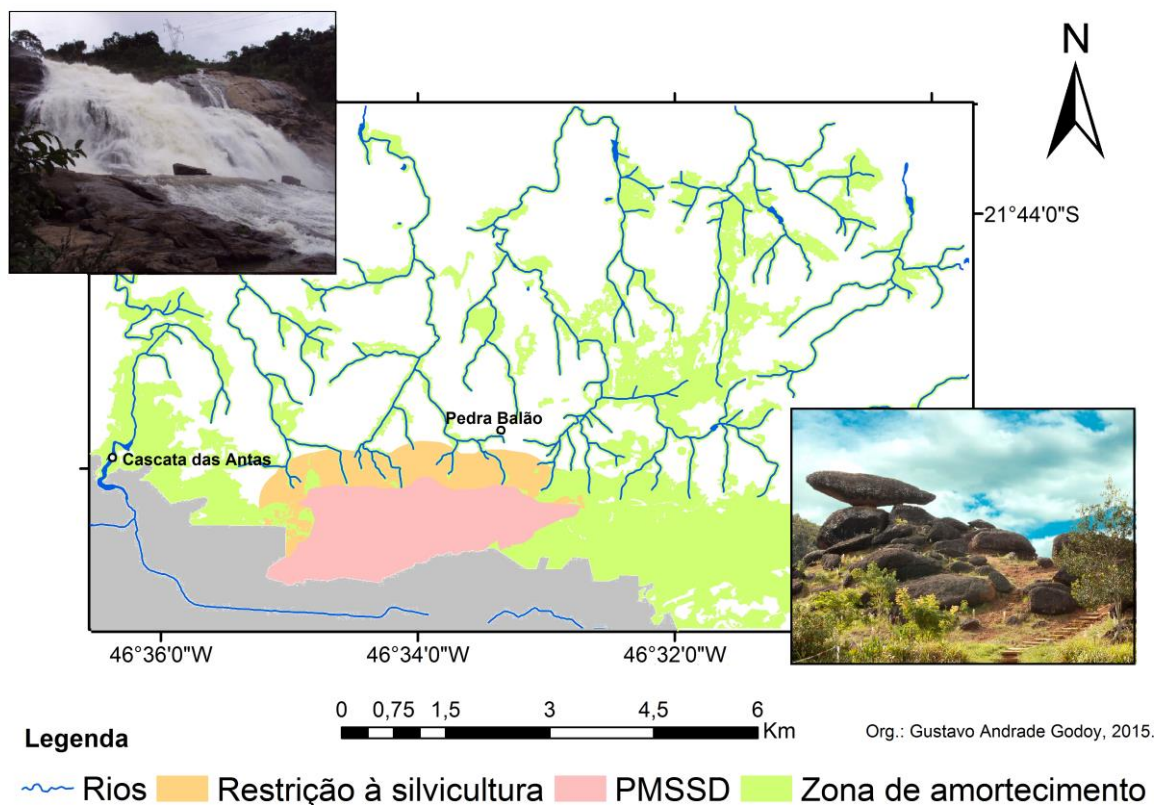 N
21°44'0"S
Pedra Balão
Cascata das Antas
46°36'0"W 46°34'0"W 46°32'0"W
0 0,75 1,5 3 4,5 6
Km
Org.: Gustavo Andrade Godoy, 2015.
Legenda
Rios Restrição à silvicultura PMSSD Zona de amortecimento